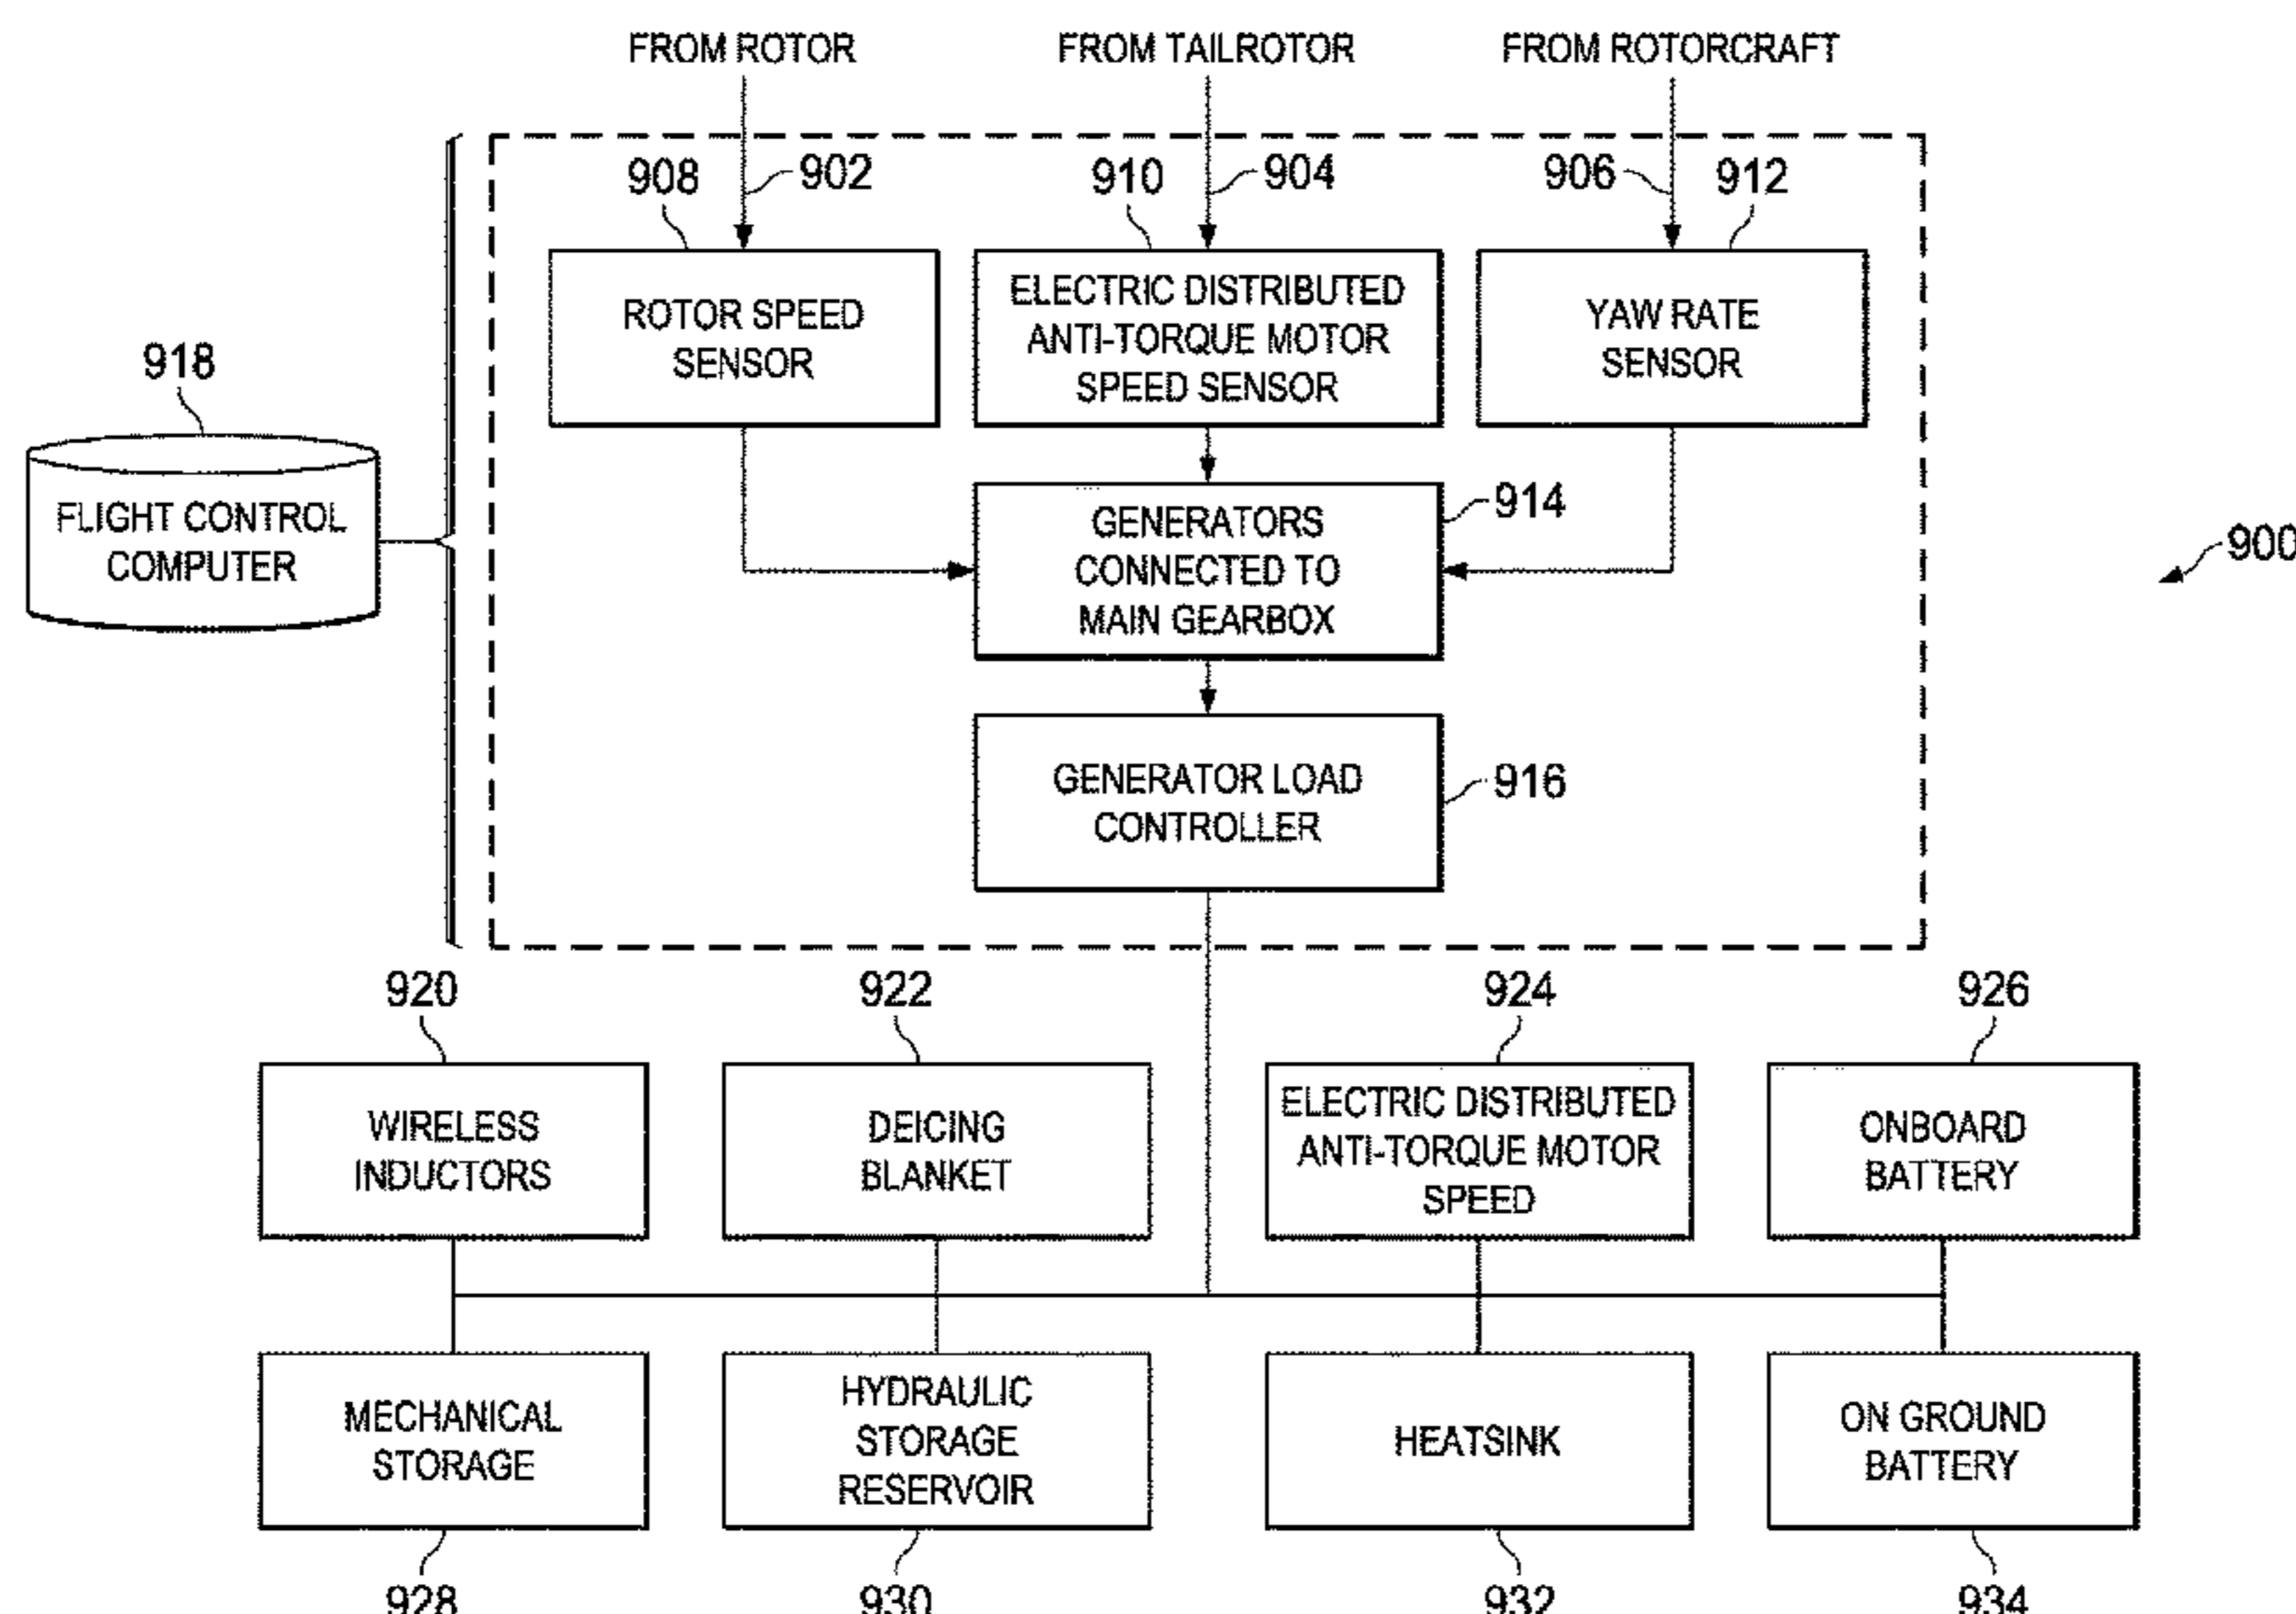 FROM ROTOR
FROM TAILROTOR
FROM ROTORCRAFT
908
902
910
904
906
912
ROTOR SPEED
SENSOR
ELECTRIC DISTRIBUTED
ANTI-TORQUE MOTOR
SPEED SENSOR
YAW RATE
SENSOR
918
FLIGHT CONTROL
COMPUTER
GENERATORS
CONNECTED TO
MAIN GEARBOX
914
900
GENERATOR LOAD
CONTROLLER
916
920
922
924
926
WIRELESS
INDUCTORS
DEICING
BLANKET
ELECTRIC DISTRIBUTED
ANTI-TORQUE MOTOR
SPEED
ONBOARD
BATTERY
MECHANICAL
STORAGE
HYDRAULIC
STORAGE
RESERVOIR
HEATSINK
ON GROUND
BATTERY
928
930
932
934